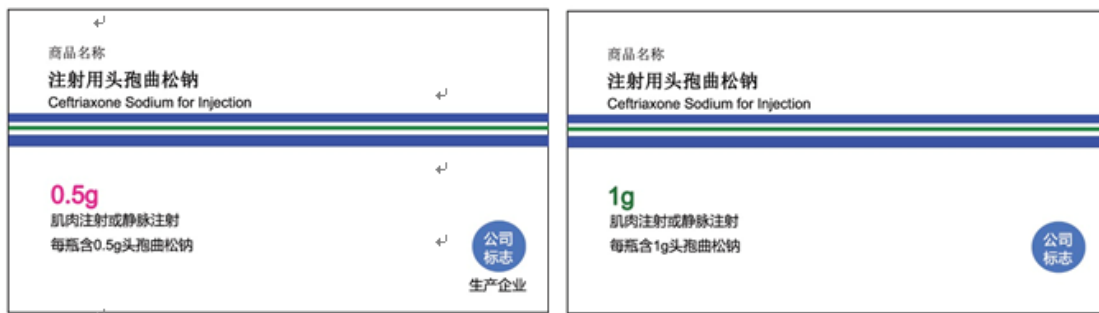 商品名称
注射用头孢曲松钠
Ceftriaxone Sodium for Injection
0.5g
肌肉注射或静脉注射
每瓶含0.5g头孢曲松钠
公司
标志
生产企业
商品名称
注射用头孢曲松钠
Ceftriaxone Sodium for Injection
1g
肌肉注射或静脉注射
每瓶含1g头孢曲松钠
公司
标志